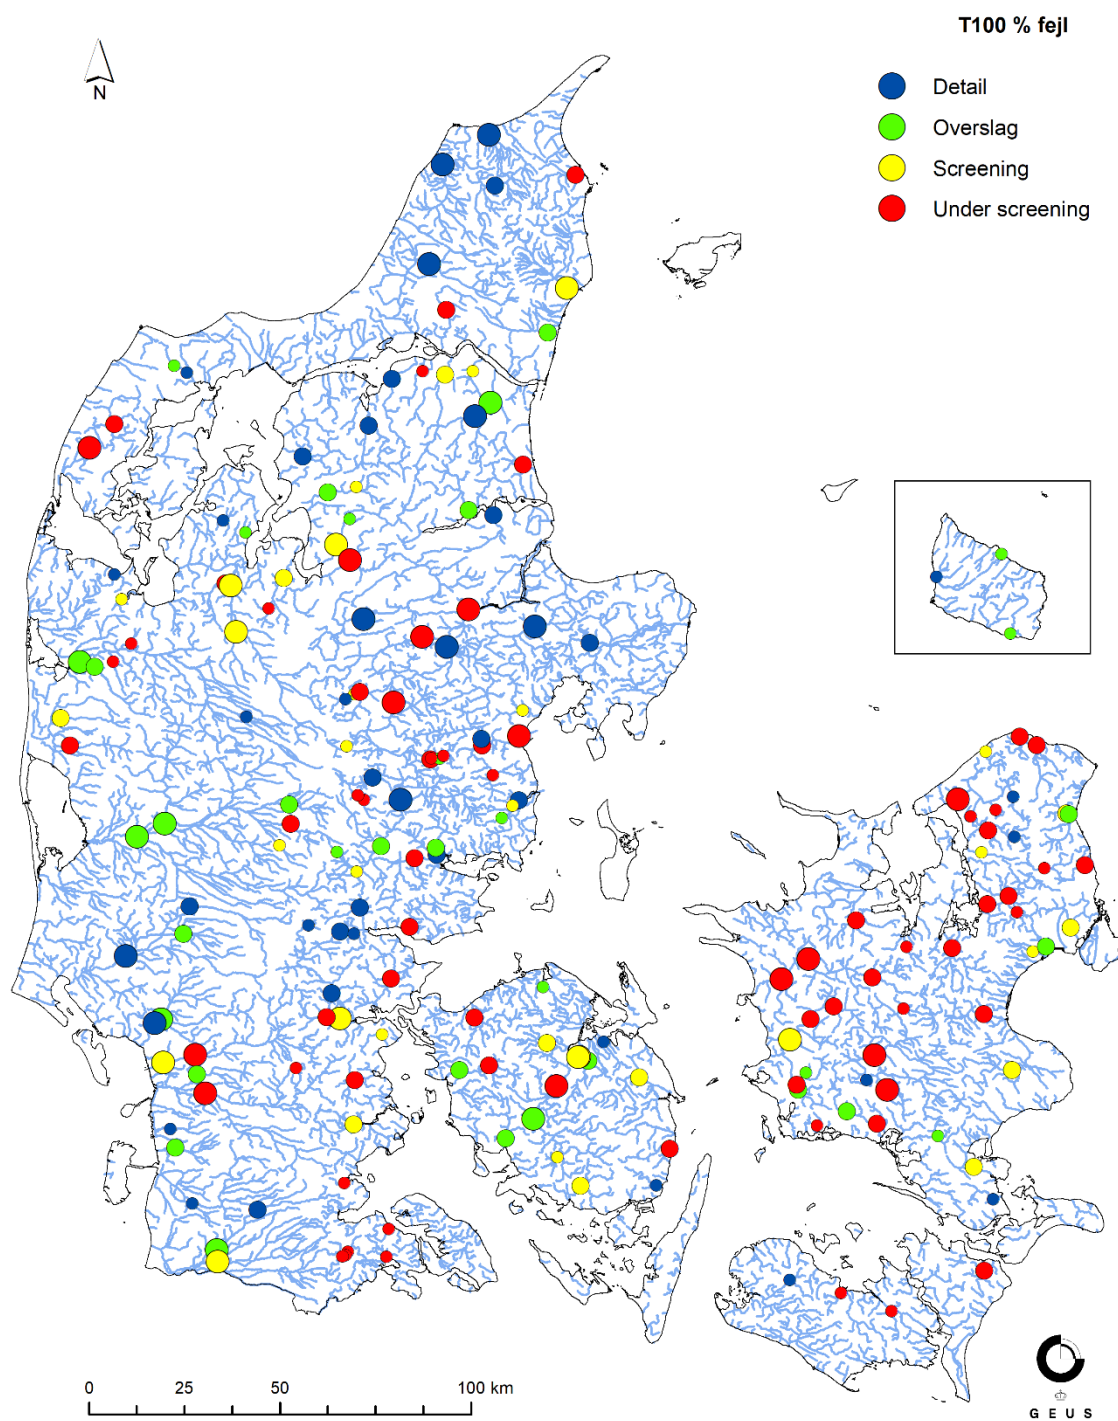 T100 % fejl
Detail
Overslag
Screening
Under screening
N
0 25 50 100 km
G E U S